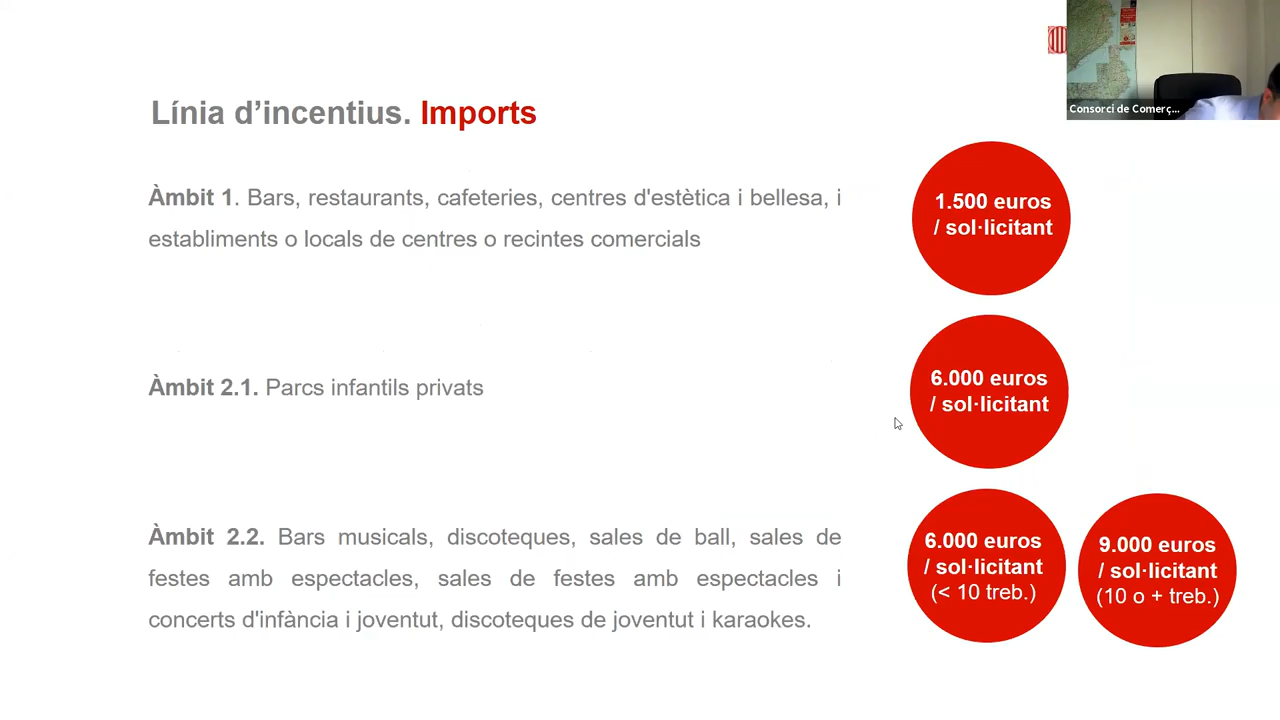 Consorci de Comerç...
Línia d’incentius. Imports
Àmbit 1. Bars, restaurants, cafeteries, centres d'estètica i bellesa, i
establiments o locals de centres o recintes comercials
1.500 euros
/ sol·licitant
Àmbit 2.1. Parcs infantils privats
6.000 euros
/ sol·licitant
Àmbit 2.2. Bars musicals, discoteques, sales de ball, sales de
festes amb espectacles, sales de festes amb espectacles i
concerts d'infància i joventut, discoteques de joventut i karaokes.
6.000 euros
/ sol·licitant
(< 10 treb.)
9.000 euros
/ sol·licitant
(10 o + treb.)